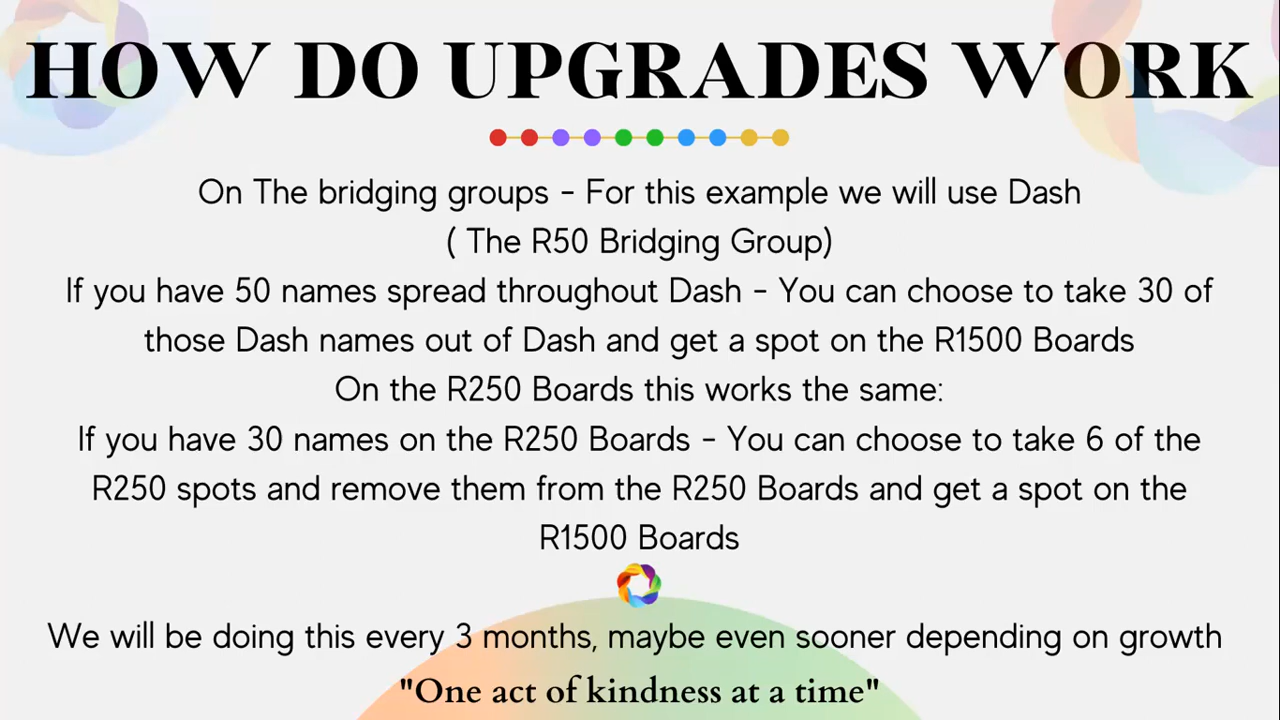 HOW DO UPGRADES WORK
On The bridging groups - For this example we will use Dash
( The R50 Bridging Group)
If you have 50 names spread throughout Dash - You can choose to take 30 of
those Dash names out of Dash and get a spot on the R1500 Boards
On the R250 Boards this works the same:
If you have 30 names on the R250 Boards - You can choose to take 6 of the
R250 spots and remove them from the R250 Boards and get a spot on the
R1500 Boards
We will be doing this every 3 months, maybe even sooner depending on growth
"One act of kindness at a time"